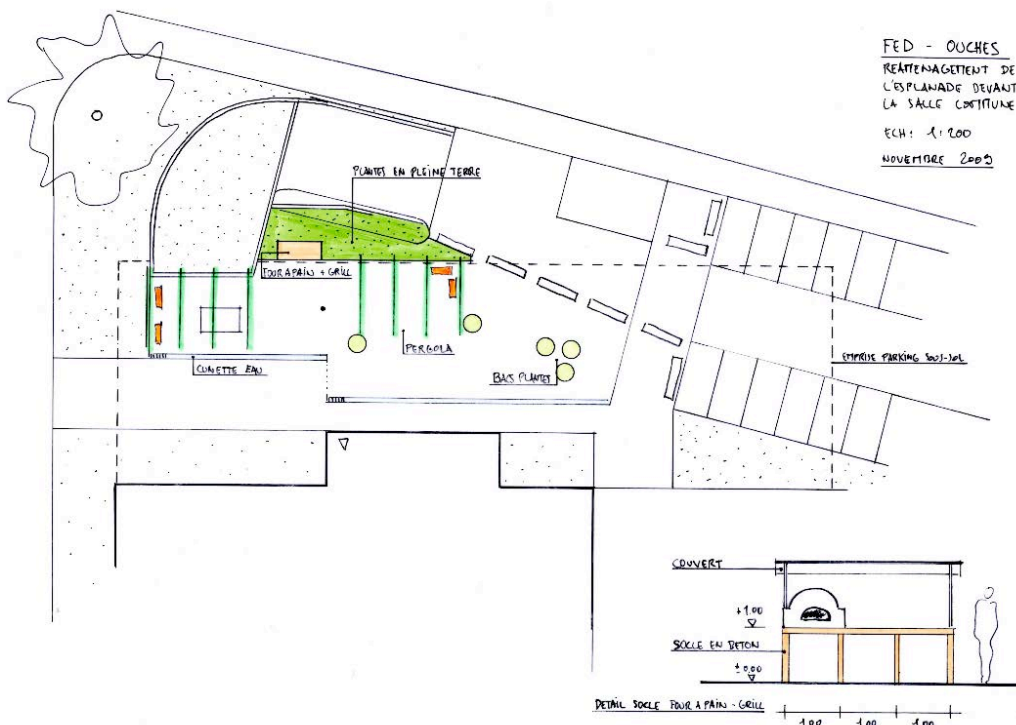 FED - OUCHES
REAMENAGEMENT DE
L'ESPLANADE DEVANT
LA SALLE COMMUNE
ECH: 1:200
NOVEMBRE 2009
PLANTES EN PLEINE TERRE
FOUR A PAIN + GRILL
PERGOLA
CUNETTE EAU
BACS PLANTES
EMPRISE PARKING SOUS-SOL
COUVERT
+1.00
SOCLE EN BETON
±0.00
DETAIL SOCLE FOUR A PAIN - GRILL
1.00 1.00 1.00